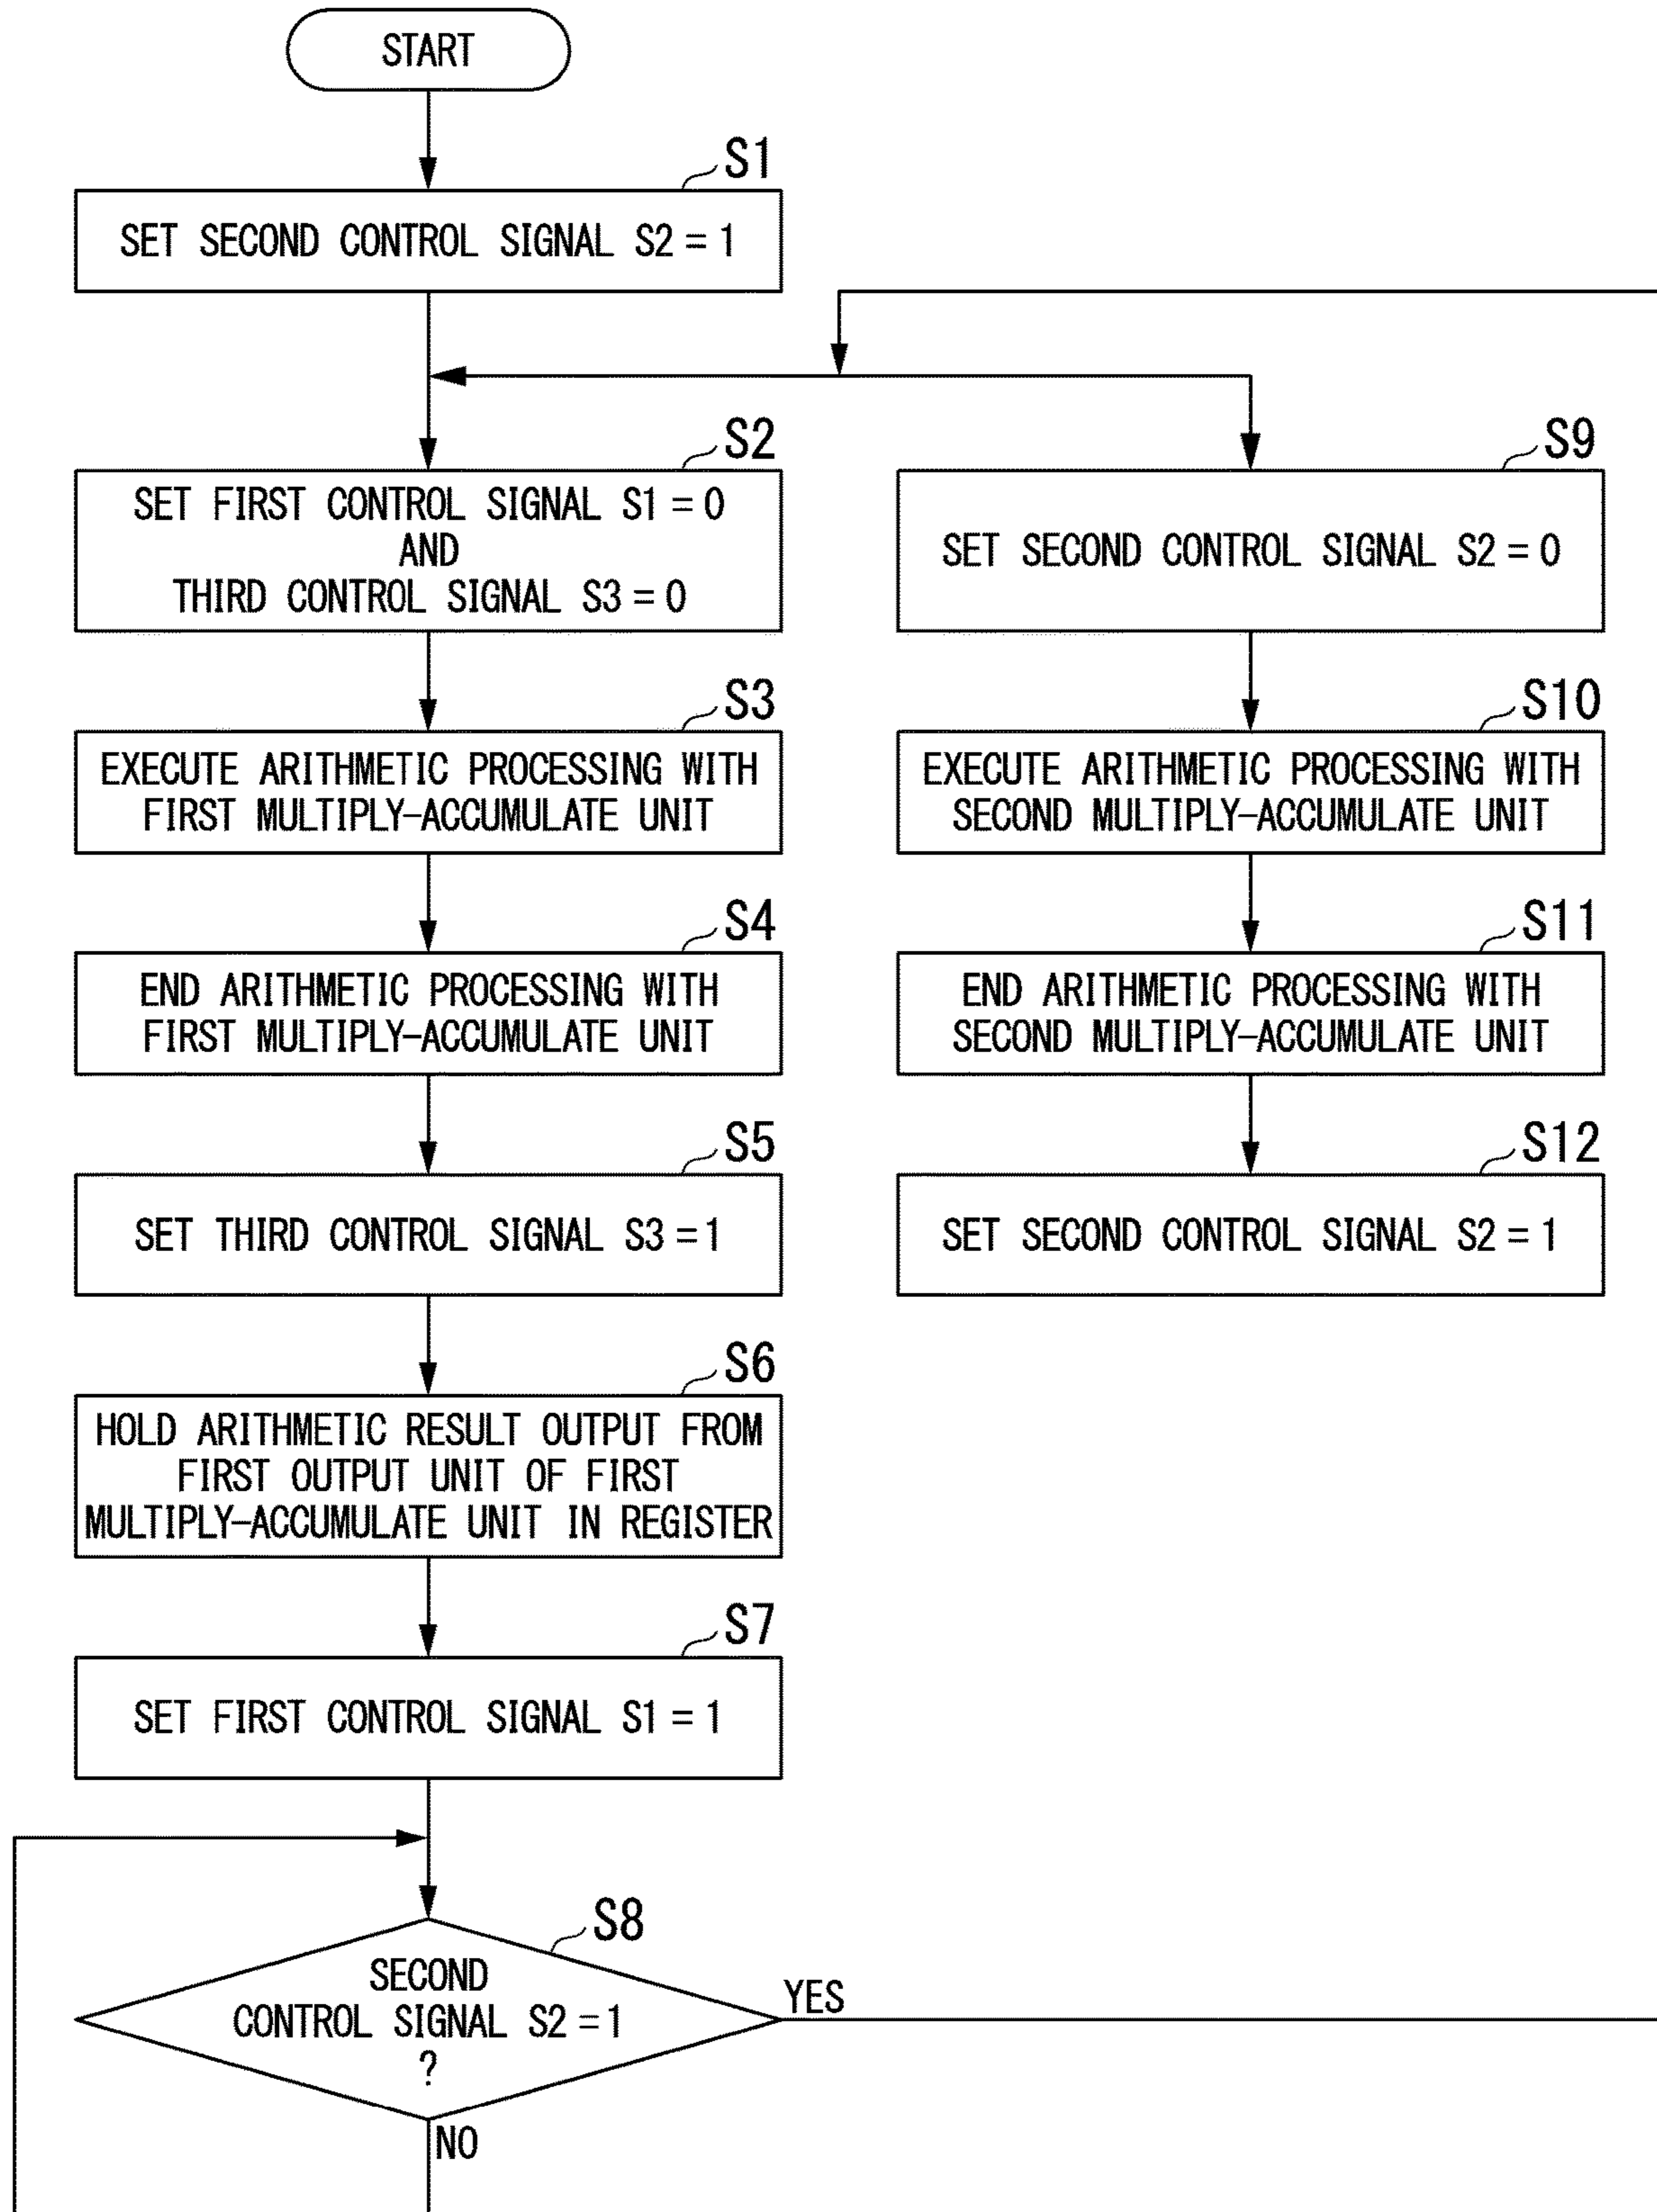 START
S1
SET SECOND CONTROL SIGNAL S2 = 1
S2
SET FIRST CONTROL SIGNAL S1 = 0
AND
THIRD CONTROL SIGNAL S3 = 0
S3
EXECUTE ARITHMETIC PROCESSING WITH
FIRST MULTIPLY-ACCUMULATE UNIT
S4
END ARITHMETIC PROCESSING WITH
FIRST MULTIPLY-ACCUMULATE UNIT
S5
SET THIRD CONTROL SIGNAL S3 = 1
S6
HOLD ARITHMETIC RESULT OUTPUT FROM
FIRST OUTPUT UNIT OF FIRST
MULTIPLY-ACCUMULATE UNIT IN REGISTER
S7
SET FIRST CONTROL SIGNAL S1 = 1
S8
SECOND
CONTROL SIGNAL S2 = 1
?
YES
NO
S9
SET SECOND CONTROL SIGNAL S2 = 0
S10
EXECUTE ARITHMETIC PROCESSING WITH
SECOND MULTIPLY-ACCUMULATE UNIT
S11
END ARITHMETIC PROCESSING WITH
SECOND MULTIPLY-ACCUMULATE UNIT
S12
SET SECOND CONTROL SIGNAL S2 = 1